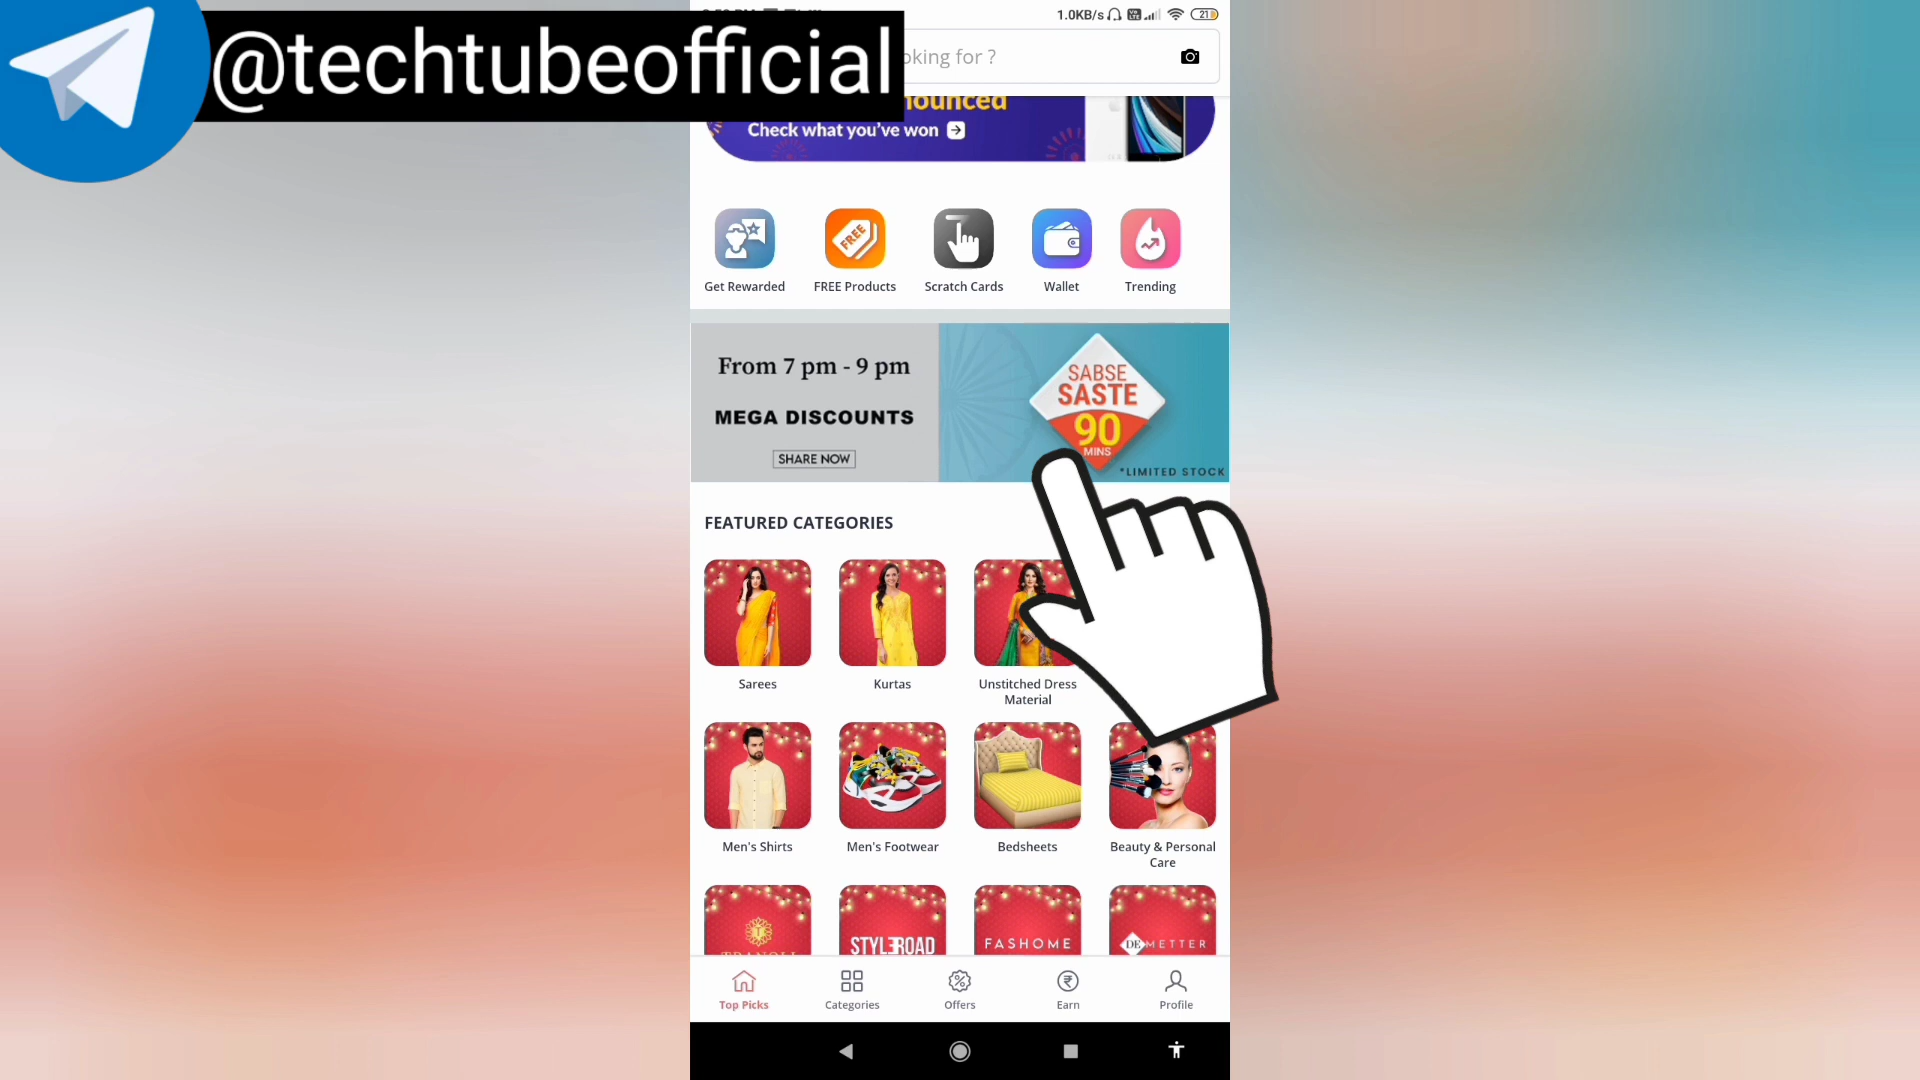 @techtubeofficial
1.0KB/s
21
oking for ?
nounced
Check what you've won
FREE
Get Rewarded
FREE Products
Scratch Cards
Wallet
Trending
From 7 pm - 9 pm
MEGA DISCOUNTS
SHARE NOW
SABSE
SASTE
90
MINS
*LIMITED STOCK
FEATURED CATEGORIES
Sarees
Kurtas
Unstitched Dress
Material
Men's Shirts
Men's Footwear
Bedsheets
Beauty & Personal
Care
STYLEROAD
FASHOME
DEMETTER
Top Picks
Categories
Offers
Earn
Profile